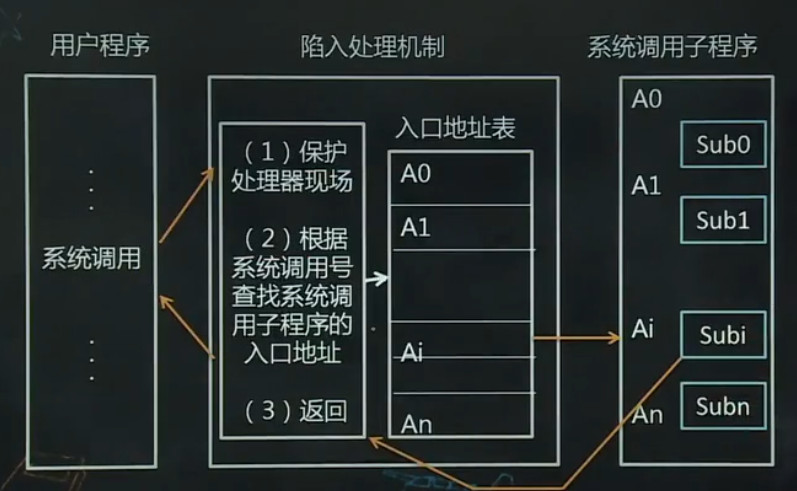 用户程序
陷入处理机制
系统调用子程序
.
.
.
系统调用
.
.
.
（1）保护
处理器现场
（2）根据
系统调用号
查找系统调
用子程序的
入口地址
（3）返回
入口地址表
A0
A1
Ai
An
A0
Sub0
A1
Sub1
Ai
Subi
An
Subn